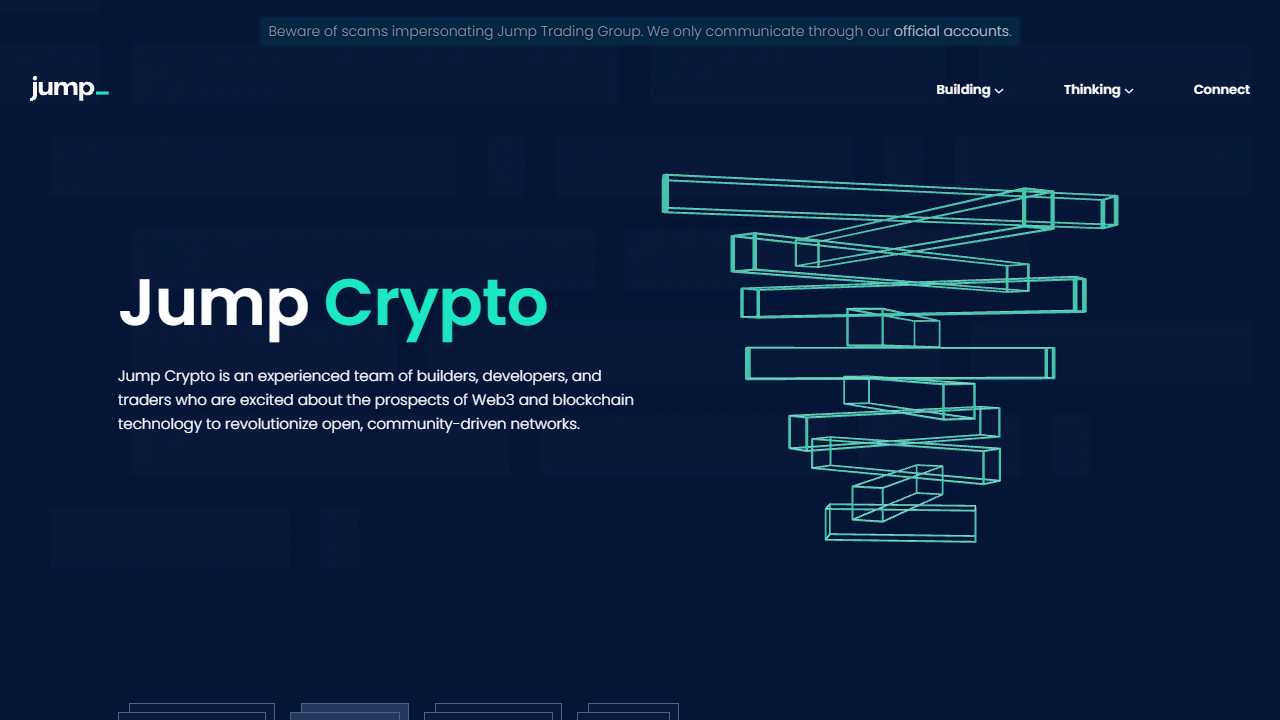 Beware of scams impersonating Jump Trading Group. We only communicate through our official accounts.
jump_
Building
Thinking
Connect
Jump Crypto
Jump Crypto is an experienced team of builders, developers, and
traders who are excited about the prospects of Web3 and blockchain
technology to revolutionize open, community-driven networks.